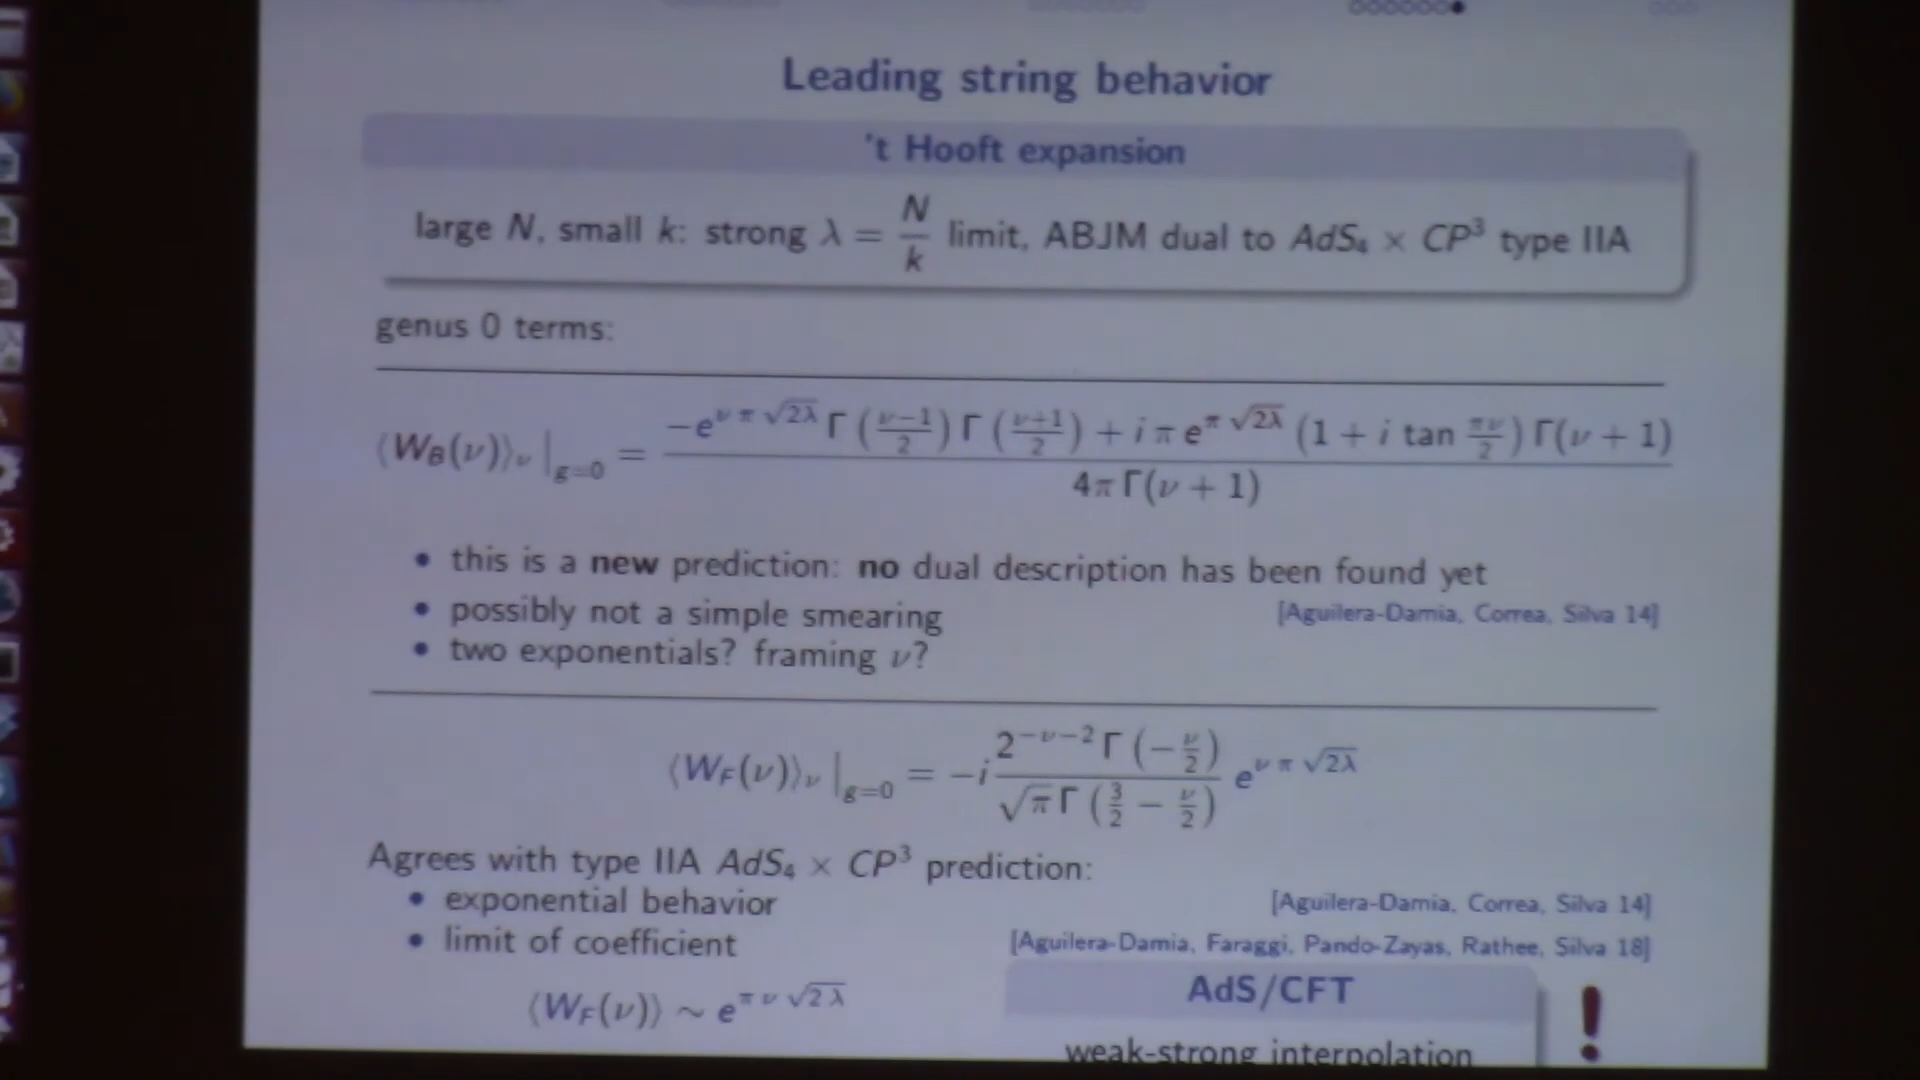 Leading string behavior
't Hooft expansion
large N, small k: strong λ = N/k limit, ABJM dual to AdS₄ × CP³ type IIA
genus 0 terms:
⟨W_B(ν)⟩_ν |_{g=0} = (−e^{ν π √(2λ)} Γ((ν−1)/2) Γ((ν+1)/2) + i π e^{π √(2λ)} (1 + i tan (πν/2)) Γ(ν + 1)) / (4π Γ(ν + 1))
• this is a new prediction: no dual description has been found yet
• possibly not a simple smearing [Aguilera-Damia, Correa, Silva 14]
• two exponentials? framing ν?
⟨W_F(ν)⟩_ν |_{g=0} = −i (2^{−ν−2} Γ(−ν/2)) / (√π Γ(3/2 − ν/2)) e^{ν π √(2λ)}
Agrees with type IIA AdS₄ × CP³ prediction:
• exponential behavior [Aguilera-Damia, Correa, Silva 14]
• limit of coefficient [Aguilera-Damia, Faraggi, Pando-Zayas, Rathee, Silva 18]
⟨W_F(ν)⟩ ∼ e^{π ν √(2λ)}
AdS/CFT
!
weak-strong interpolation